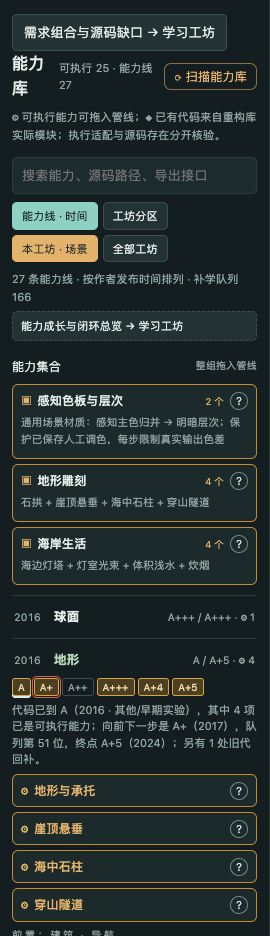 需求组合与源码缺口 → 学习工坊
能力库
可执行 25 · 能力线 27
⟳ 扫描能力库
⚙ 可执行能力可拖入管线；◆ 已有代码来自重构库
实际模块；执行适配与源码存在分开核验。
搜索能力、源码路径、导出接口
能力线 · 时间
工坊分区
本工坊 · 场景
全部工坊
27 条能力线 · 按作者发布时间排列 · 补学队列
166
能力成长与闭环总览 → 学习工坊
能力集合
整组拖入管线
▣ 感知色板与层次 2 个 ?
通用场景材质：感知主色归并 → 明暗层次；保
护已保存人工调色，每步限制真实输出色差
▣ 地形雕刻 4 个 ?
石拱 + 崖顶悬垂 + 海中石柱 + 穿山隧道
▣ 海岸生活 4 个 ?
海边灯塔 + 灯室光束 + 体积浅水 + 炊烟
2016 球面 A+++ / A+++ · ⚙ 1
2016 地形 A / A+5 · ⚙ 4
A A+ A++ A+++ A+4 A+5
代码已到 A（2016 · 其他/早期实验），其中 4 项
已是可执行能力；向前下一步是 A+（2017），队
列第 51 位，终点 A+5（2024）；另有 1 处旧代
回补。
⚙ 地形与承托 ?
⚙ 崖顶悬垂 ?
⚙ 海中石柱 ?
⚙ 穿山隧道 ?
前置：建筑 · 导航